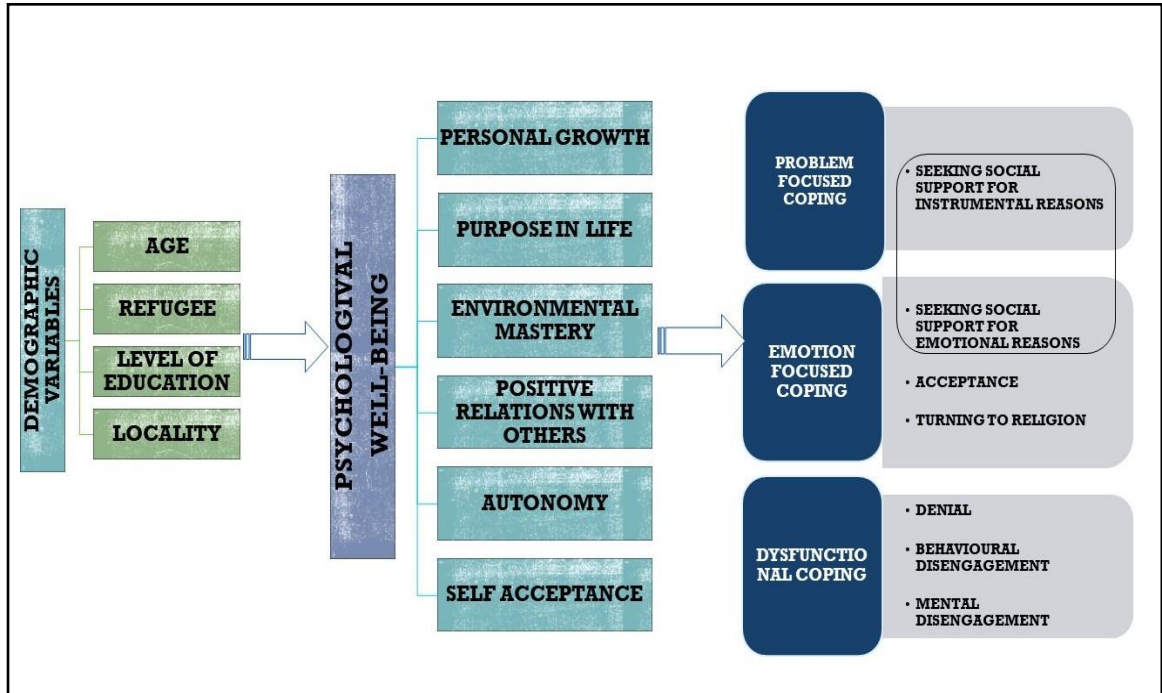 DEMOGRAPHIC
VARIABLES
AGE
REFUGEE
LEVEL OF
EDUCATION
LOCALITY
PSYCHOLOGIVAL
WELL-BEING
PERSONAL GROWTH
PURPOSE IN LIFE
ENVIRONMENTAL
MASTERY
POSITIVE
RELATIONS WITH
OTHERS
AUTONOMY
SELF ACCEPTANCE
PROBLEM
FOCUSED
COPING
• SEEKING SOCIAL
SUPPORT FOR
INSTRUMENTAL REASONS
EMOTION
FOCUSED
COPING
• SEEKING SOCIAL
SUPPORT FOR
EMOTIONAL REASONS
• ACCEPTANCE
• TURNING TO RELIGION
DYSFUNCTIO
NAL COPING
• DENIAL
• BEHAVIOURAL
DISENGAGEMENT
• MENTAL
DISENGAGEMENT